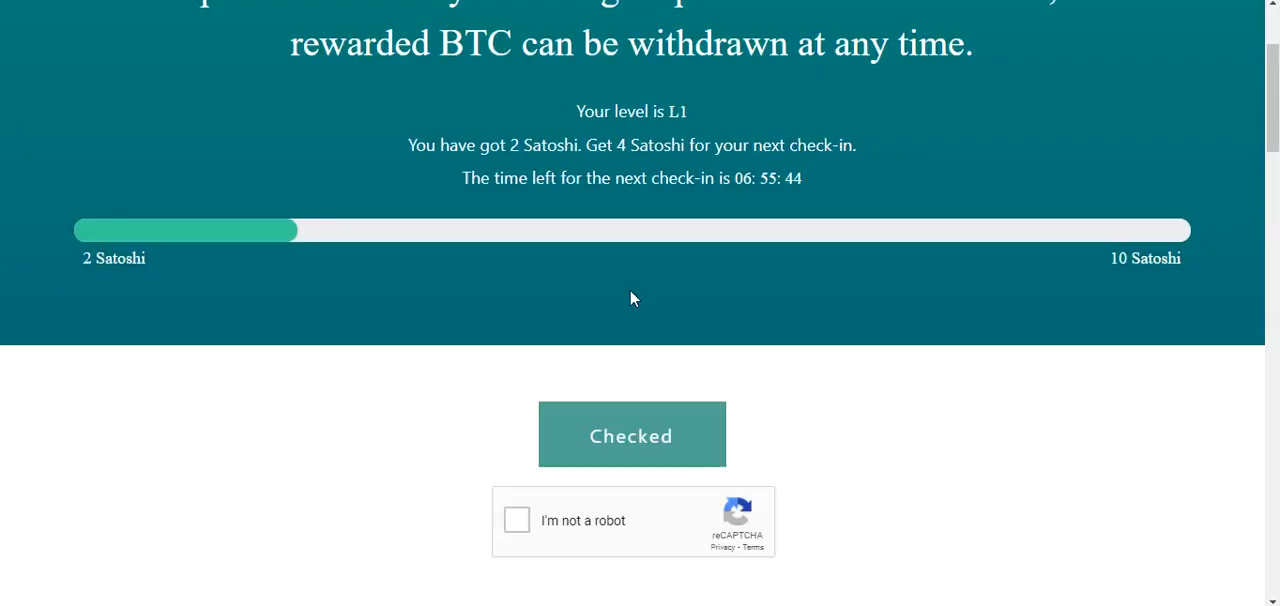 rewarded BTC can be withdrawn at any time.
Your level is L1
You have got 2 Satoshi. Get 4 Satoshi for your next check-in.
The time left for the next check-in is 06: 55: 44
2 Satoshi
10 Satoshi
Checked
I'm not a robot
reCAPTCHA
Privacy - Terms